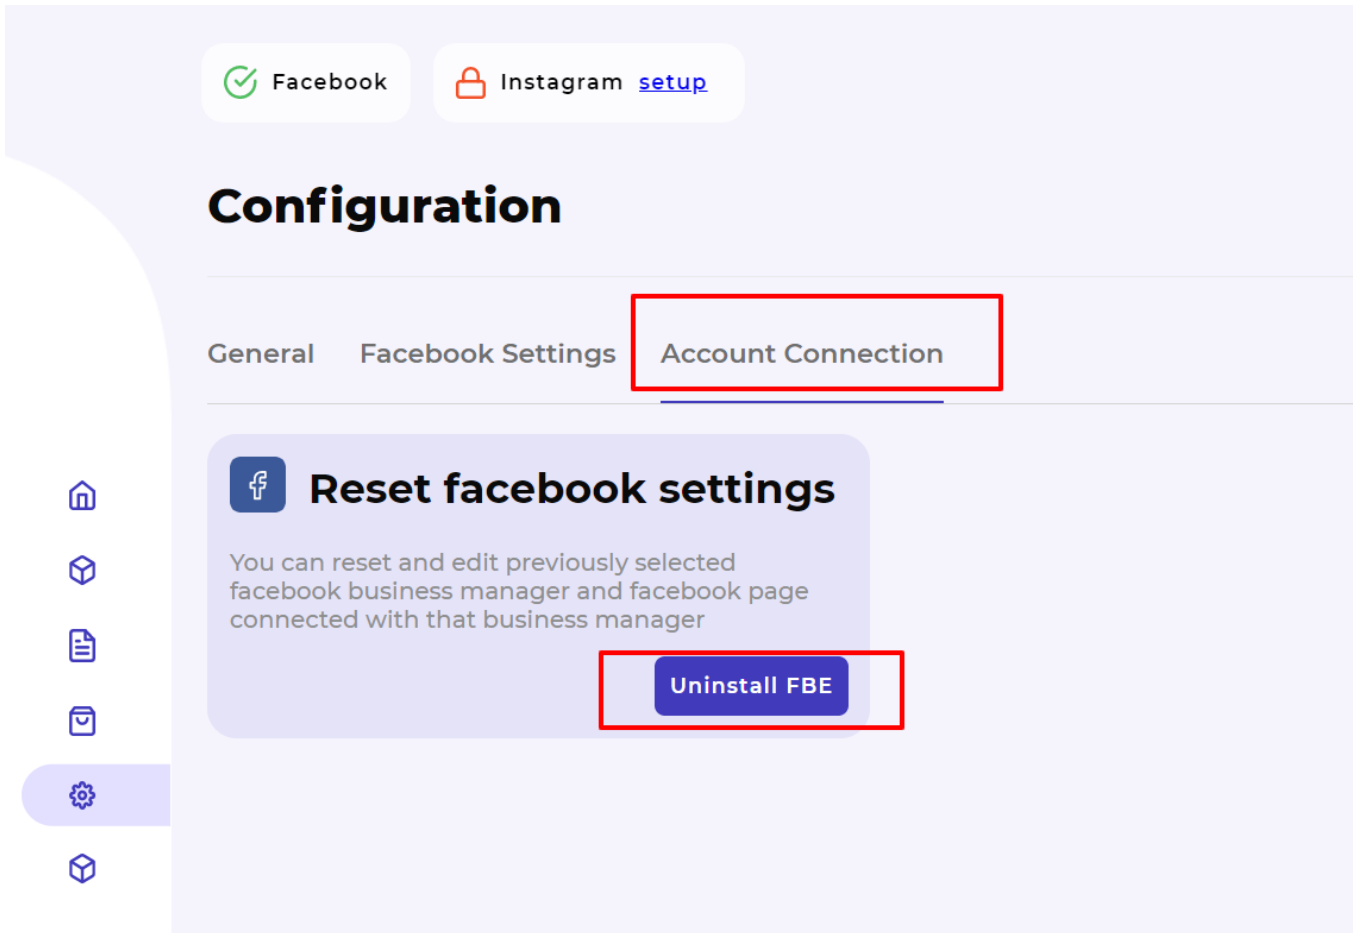 Facebook
Instagram setup
Configuration
General Facebook Settings Account Connection
Reset facebook settings
You can reset and edit previously selected
facebook business manager and facebook page
connected with that business manager
Uninstall FBE